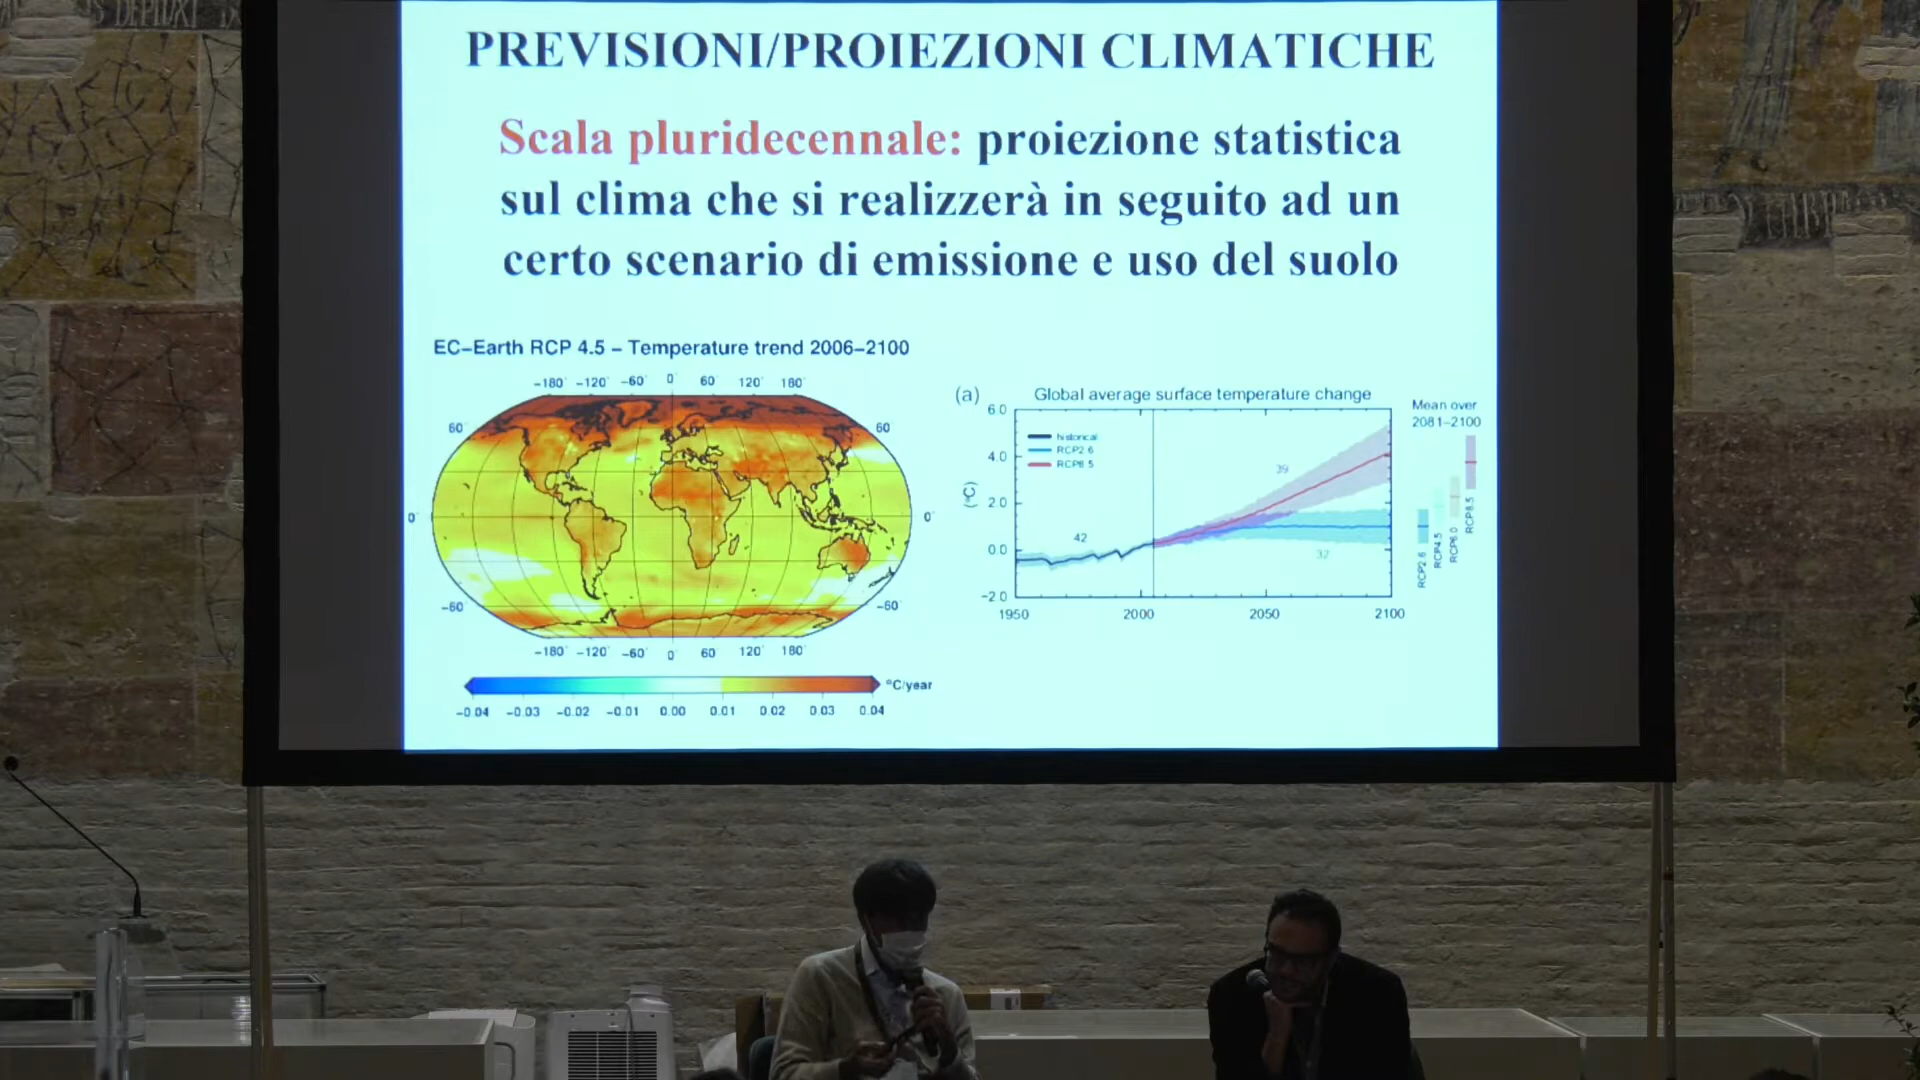 PREVISIONI/PROIEZIONI CLIMATICHE
Scala pluridecennale: proiezione statistica
sul clima che si realizzerà in seguito ad un
certo scenario di emissione e uso del suolo
EC-Earth RCP 4.5 – Temperature trend 2006–2100
-180° -120° -60° 0° 60° 120° 180°
60° 60
0° 0°
-60° -60°
-180° -120° -60° 0° 60 120° 180°
°C/year
-0.04 -0.03 -0.02 -0.01 0.00 0.01 0.02 0.03 0.04
(a) Global average surface temperature change
Mean over
2081–2100
6.0
historical
RCP2.6
RCP8.5
4.0
39
(°C)
2.0
42
0.0
32
-2.0
1950 2000 2050 2100
RCP2.6
RCP4.5
RCP6.0
RCP8.5